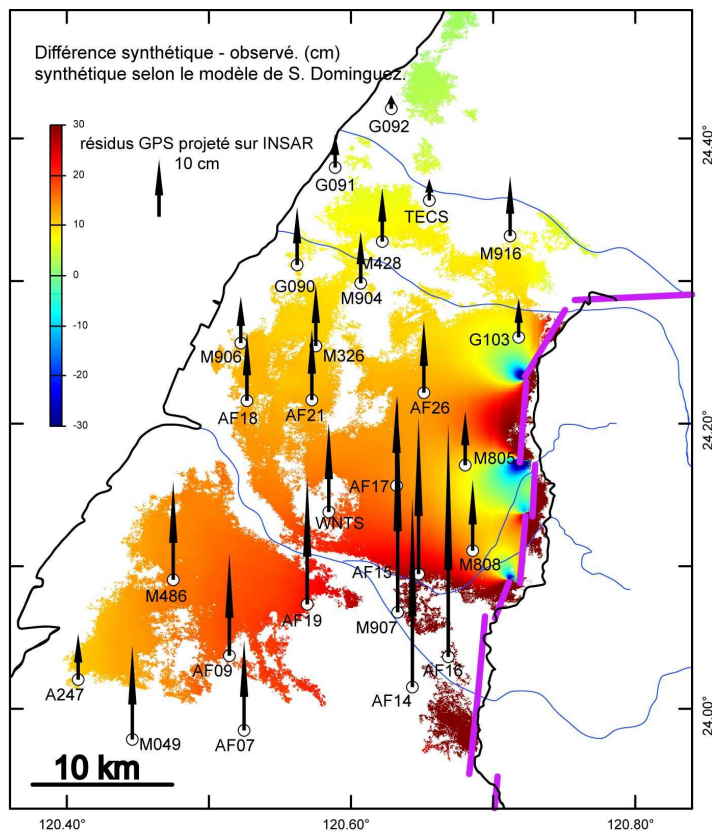 Différence synthétique - observé. (cm)
synthétique selon le modèle de S. Dominguez.
résidus GPS projeté sur INSAR
10 cm
30
20
10
0
-10
-20
-30
G092
G091
TECS
M428
M916
G090
M904
M906
M326
G103
AF18
AF21
AF26
M805
AF17
WNTS
M808
AF15
M486
AF19
M907
AF09
AF16
A247
AF14
M049
AF07
10 km
24.40°
24.20°
24.00°
120.40°
120.60°
120.80°